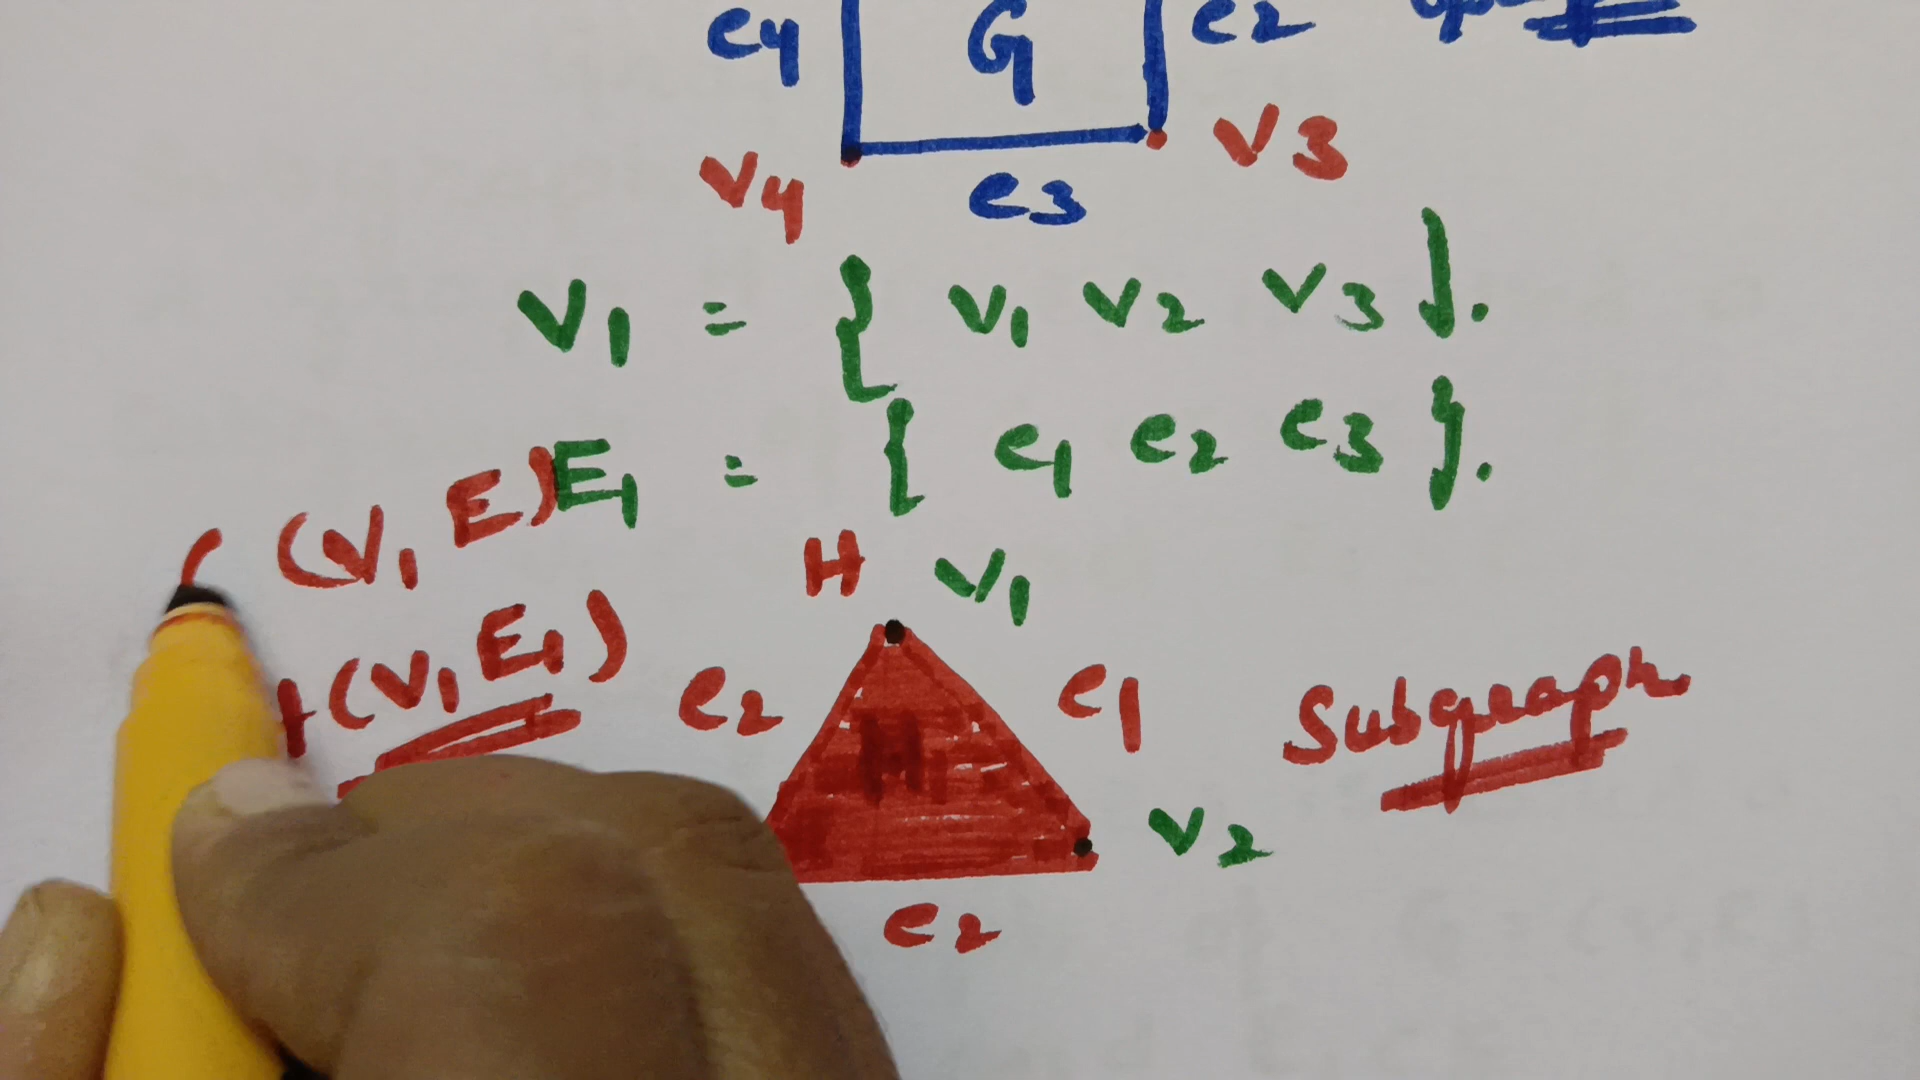 e4 G e2
v4 v3
e3
V1 = { v1 v2 v3 }.
E1 = { e1 e2 e3 }.
(V1 E)
H v1
(V1 E1)
e2 H e1 Subgraph
v2
e2